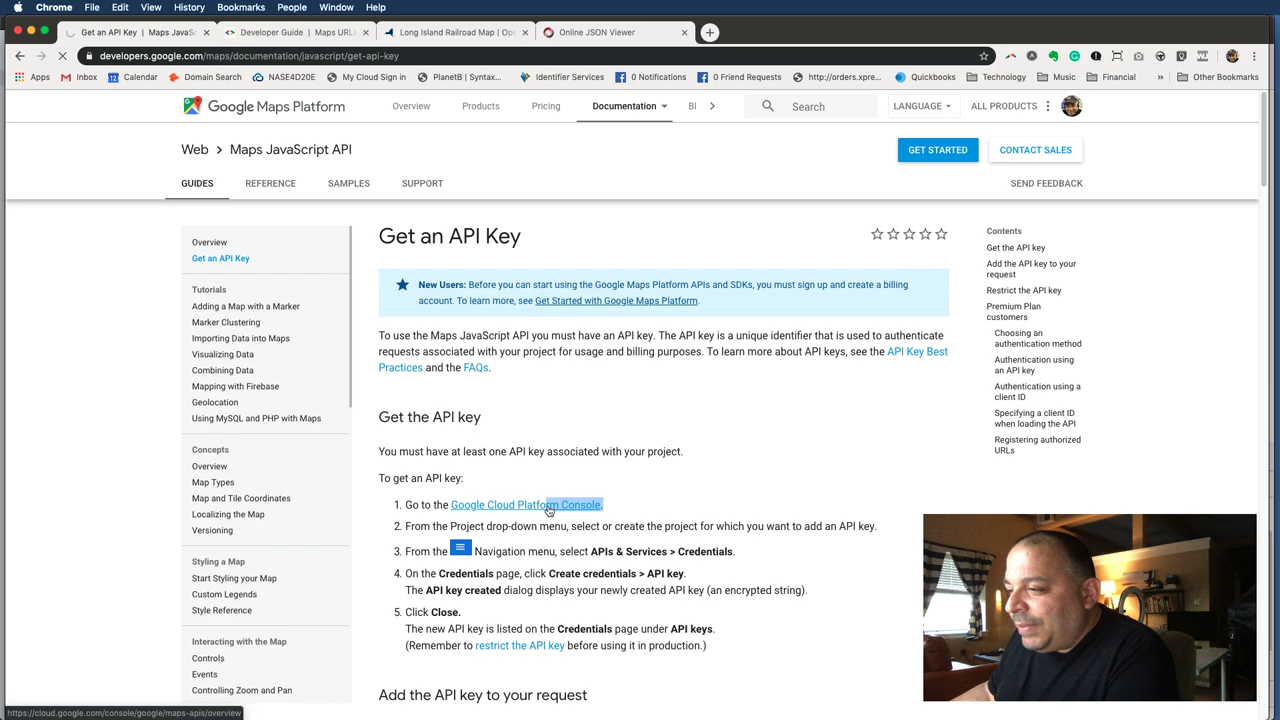 Chrome File Edit View History Bookmarks People Window Help
Get an API Key | Maps JavaSc
Developer Guide | Maps URLs
Long Island Railroad Map | Ope
Online JSON Viewer
developers.google.com/maps/documentation/javascript/get-api-key
Apps Inbox Calendar Domain Search NASE4D20E My Cloud Sign in PlanetB | Syntax... Identifier Services 0 Notifications 0 Friend Requests http://orders.xpre... Quickbooks Technology Music Financial » Other Bookmarks
Google Maps Platform Overview Products Pricing Documentation Bl Search LANGUAGE ALL PRODUCTS
Web > Maps JavaScript API
GET STARTED CONTACT SALES
GUIDES REFERENCE SAMPLES SUPPORT SEND FEEDBACK
Overview
Get an API Key
Tutorials
Adding a Map with a Marker
Marker Clustering
Importing Data into Maps
Visualizing Data
Combining Data
Mapping with Firebase
Geolocation
Using MySQL and PHP with Maps
Concepts
Overview
Map Types
Map and Tile Coordinates
Localizing the Map
Versioning
Styling a Map
Start Styling your Map
Custom Legends
Style Reference
Interacting with the Map
Controls
Events
Controlling Zoom and Pan
Get an API Key
New Users: Before you can start using the Google Maps Platform APIs and SDKs, you must sign up and create a billing
account. To learn more, see Get Started with Google Maps Platform.
To use the Maps JavaScript API you must have an API key. The API key is a unique identifier that is used to authenticate
requests associated with your project for usage and billing purposes. To learn more about API keys, see the API Key Best
Practices and the FAQs.
Get the API key
You must have at least one API key associated with your project.
To get an API key:
1. Go to the Google Cloud Platform Console.
2. From the Project drop-down menu, select or create the project for which you want to add an API key.
3. From the Navigation menu, select APIs & Services > Credentials.
4. On the Credentials page, click Create credentials > API key.
The API key created dialog displays your newly created API key (an encrypted string).
5. Click Close.
The new API key is listed on the Credentials page under API keys.
(Remember to restrict the API key before using it in production.)
Add the API key to your request
Contents
Get the API key
Add the API key to your
request
Restrict the API key
Premium Plan
customers
Choosing an
authentication method
Authentication using
an API key
Authentication using a
client ID
Specifying a client ID
when loading the API
Registering authorized
URLs
https://cloud.google.com/console/google/maps-apis/overview